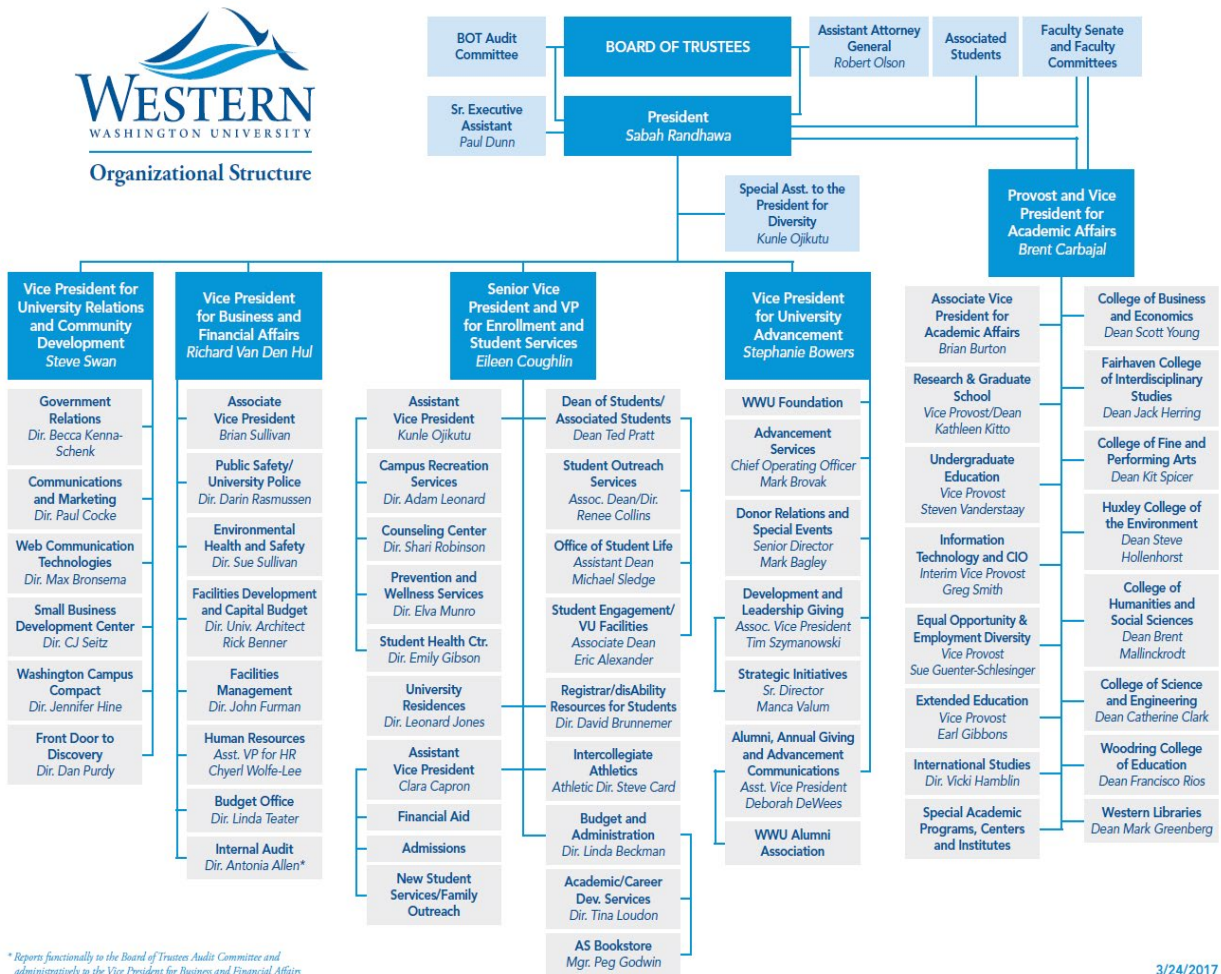 WESTERN
WASHINGTON UNIVERSITY
Organizational Structure
BOT Audit
Committee
BOARD OF TRUSTEES
Assistant Attorney
General
Robert Olson
Associated
Students
Faculty Senate
and Faculty
Committees
Sr. Executive
Assistant
Paul Dunn
President
Sabah Randhawa
Special Asst. to the
President for
Diversity
Kunle Ojikutu
Provost and Vice
President for
Academic Affairs
Brent Carbajal
Vice President for
University Relations
and Community
Development
Steve Swan
Government
Relations
Dir. Becca Kenna-
Schenk
Communications
and Marketing
Dir. Paul Cocke
Web Communication
Technologies
Dir. Max Bronsema
Small Business
Development Center
Dir. CJ Seitz
Washington Campus
Compact
Dir. Jennifer Hine
Front Door to
Discovery
Dir. Dan Purdy
Vice President
for Business and
Financial Affairs
Richard Van Den Hul
Associate
Vice President
Brian Sullivan
Public Safety/
University Police
Dir. Darin Rasmussen
Environmental
Health and Safety
Dir. Sue Sullivan
Facilities Development
and Capital Budget
Dir. Univ. Architect
Rick Benner
Facilities
Management
Dir. John Furman
Human Resources
Asst. VP for HR
Chyerl Wolfe-Lee
Budget Office
Dir. Linda Teater
Internal Audit
Dir. Antonia Allen*
Senior Vice
President and VP
for Enrollment and
Student Services
Eileen Coughlin
Assistant
Vice President
Kunle Ojikutu
Campus Recreation
Services
Dir. Adam Leonard
Counseling Center
Dir. Shari Robinson
Prevention and
Wellness Services
Dir. Elva Munro
Student Health Ctr.
Dir. Emily Gibson
University
Residences
Dir. Leonard Jones
Assistant
Vice President
Clara Capron
Financial Aid
Admissions
New Student
Services/Family
Outreach
Dean of Students/
Associated Students
Dean Ted Pratt
Student Outreach
Services
Assoc. Dean/Dir.
Renee Collins
Office of Student Life
Assistant Dean
Michael Sledge
Student Engagement/
VU Facilities
Associate Dean
Eric Alexander
Registrar/disAbility
Resources for Students
Dir. David Brunnemer
Intercollegiate
Athletics
Athletic Dir. Steve Card
Budget and
Administration
Dir. Linda Beckman
Academic/Career
Dev. Services
Dir. Tina Loudon
AS Bookstore
Mgr. Peg Godwin
Vice President
for University
Advancement
Stephanie Bowers
WWU Foundation
Advancement
Services
Chief Operating Officer
Mark Brovak
Donor Relations and
Special Events
Senior Director
Mark Bagley
Development and
Leadership Giving
Assoc. Vice President
Tim Szymanowski
Strategic Initiatives
Sr. Director
Manca Valum
Alumni, Annual Giving
and Advancement
Communications
Asst. Vice President
Deborah DeWees
WWU Alumni
Association
Associate Vice
President for
Academic Affairs
Brian Burton
Research & Graduate
School
Vice Provost/Dean
Kathleen Kitto
Undergraduate
Education
Vice Provost
Steven Vanderstaay
Information
Technology and CIO
Interim Vice Provost
Greg Smith
Equal Opportunity &
Employment Diversity
Vice Provost
Sue Guenter-Schlesinger
Extended Education
Vice Provost
Earl Gibbons
International Studies
Dir. Vicki Hamblin
Special Academic
Programs, Centers
and Institutes
College of Business
and Economics
Dean Scott Young
Fairhaven College
of Interdisciplinary
Studies
Dean Jack Herring
College of Fine and
Performing Arts
Dean Kit Spicer
Huxley College of
the Environment
Dean Steve
Hollenhorst
College of
Humanities and
Social Sciences
Dean Brent
Mallinckrodt
College of Science
and Engineering
Dean Catherine Clark
Woodring College
of Education
Dean Francisco Rios
Western Libraries
Dean Mark Greenberg
* Reports functionally to the Board of Trustees Audit Committee and
administratively to the Vice President for Business and Financial Affairs
3/24/2017